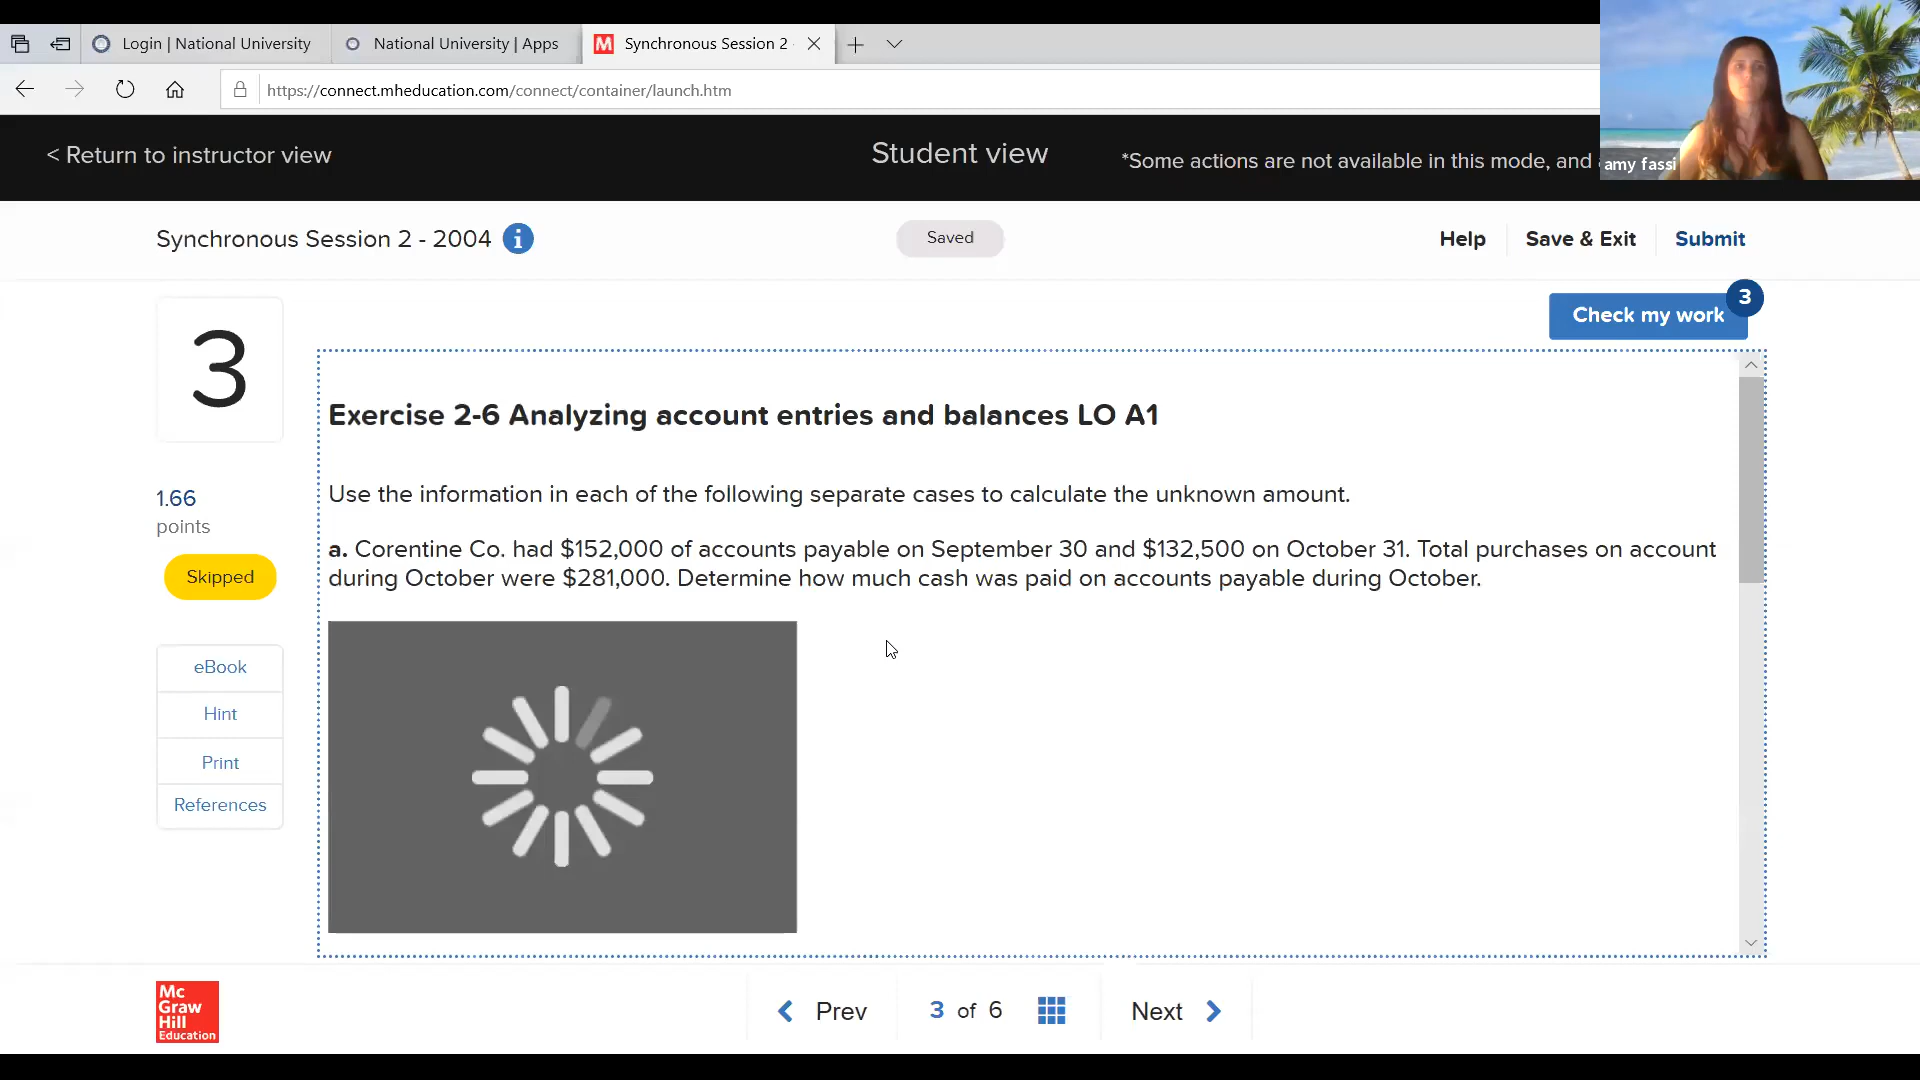 Login | National University
National University | Apps
M Synchronous Session 2
https://connect.mheducation.com/connect/container/launch.htm
amy fassi
< Return to instructor view
Student view
*Some actions are not available in this mode, and
Synchronous Session 2 - 2004 i
Saved
Help
Save & Exit
Submit
3
Check my work
3
1.66
points
Skipped
eBook
Hint
Print
References
Exercise 2-6 Analyzing account entries and balances LO A1
Use the information in each of the following separate cases to calculate the unknown amount.
a. Corentine Co. had $152,000 of accounts payable on September 30 and $132,500 on October 31. Total purchases on account
during October were $281,000. Determine how much cash was paid on accounts payable during October.
Mc
Graw
Hill
Education
Prev
3 of 6
Next